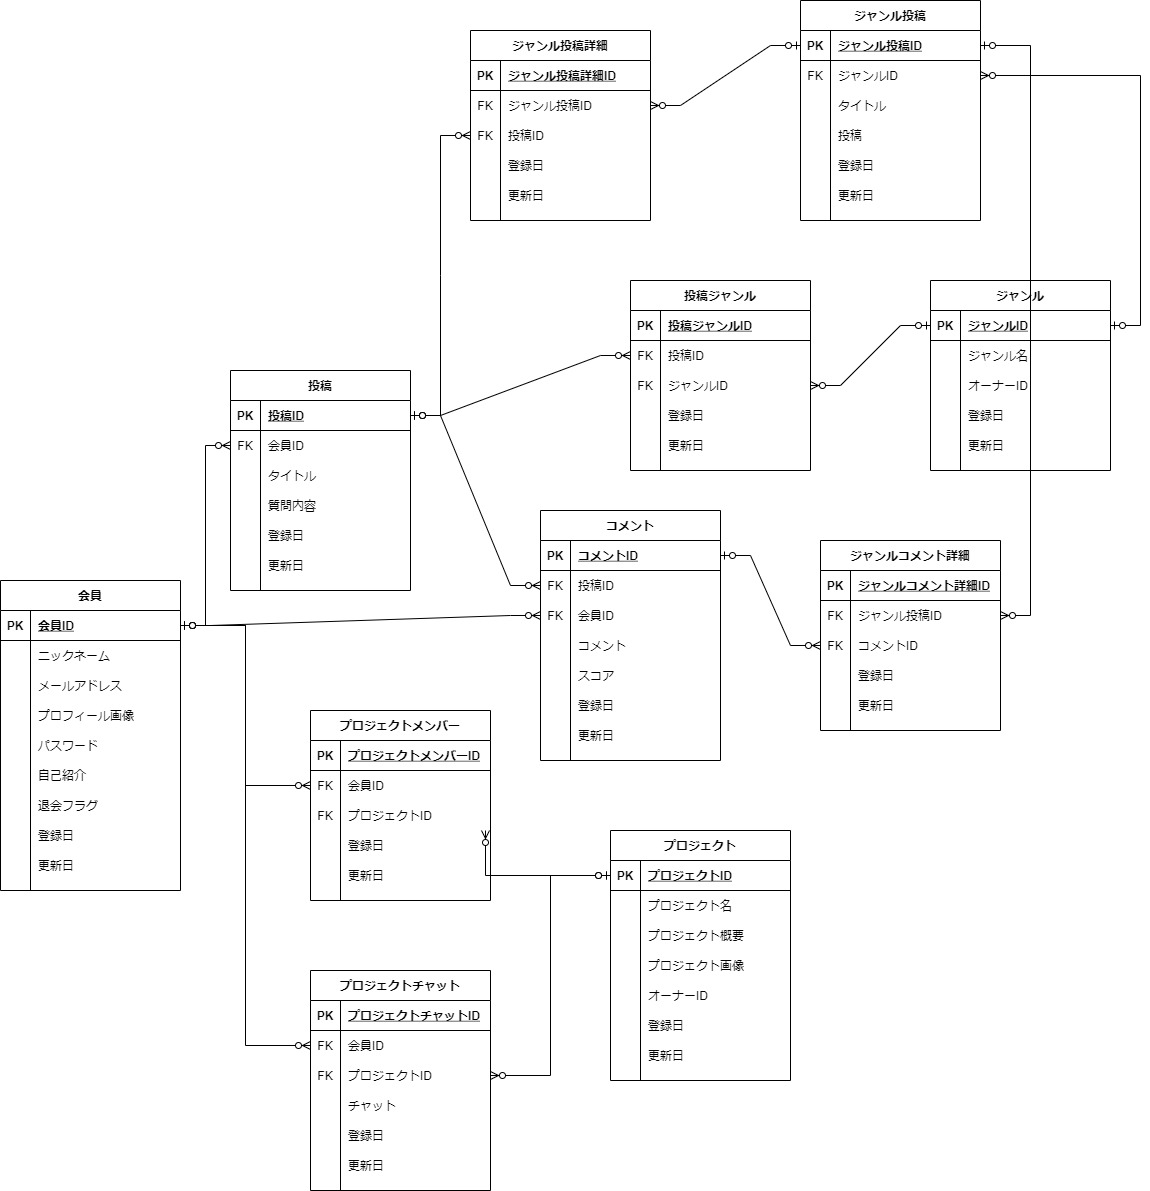 ジャンル投稿
PK ジャンル投稿ID
FK ジャンルID
タイトル
投稿
登録日
更新日
ジャンル投稿詳細
PK ジャンル投稿詳細ID
FK ジャンル投稿ID
FK 投稿ID
登録日
更新日
投稿ジャンル
PK 投稿ジャンルID
FK 投稿ID
FK ジャンルID
登録日
更新日
ジャンル
PK ジャンルID
ジャンル名
オーナーID
登録日
更新日
投稿
PK 投稿ID
FK 会員ID
タイトル
質問内容
登録日
更新日
コメント
PK コメントID
FK 投稿ID
FK 会員ID
コメント
スコア
登録日
更新日
ジャンルコメント詳細
PK ジャンルコメント詳細ID
FK ジャンル投稿ID
FK コメントID
登録日
更新日
会員
PK 会員ID
ニックネーム
メールアドレス
プロフィール画像
パスワード
自己紹介
退会フラグ
登録日
更新日
プロジェクトメンバー
PK プロジェクトメンバーID
FK 会員ID
FK プロジェクトID
登録日
更新日
プロジェクト
PK プロジェクトID
プロジェクト名
プロジェクト概要
プロジェクト画像
オーナーID
登録日
更新日
プロジェクトチャット
PK プロジェクトチャットID
FK 会員ID
FK プロジェクトID
チャット
登録日
更新日